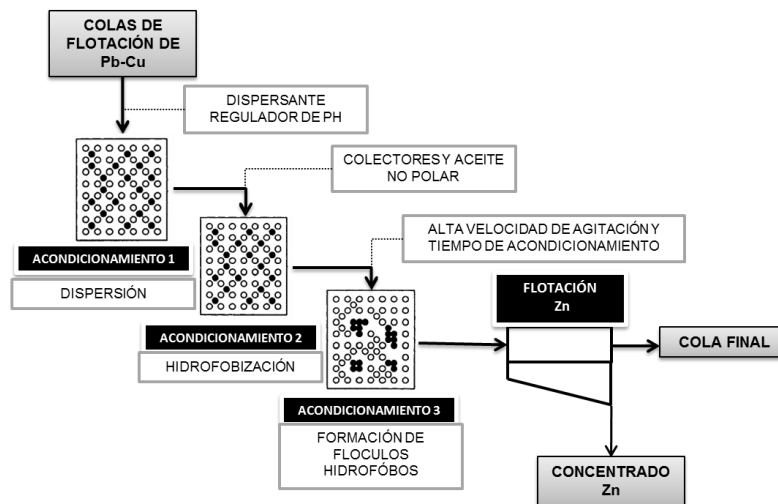 COLAS DE
FLOTACIÓN DE
Pb-Cu
DISPERSANTE
REGULADOR DE PH
COLECTORES Y ACEITE
NO POLAR
ACONDICIONAMIENTO 1
DISPERSIÓN
ALTA VELOCIDAD DE AGITACIÓN Y
TIEMPO DE ACONDICIONAMIENTO
ACONDICIONAMIENTO 2
HIDROFOBIZACIÓN
FLOTACIÓN
Zn
COLA FINAL
ACONDICIONAMIENTO 3
FORMACIÓN DE
FLOCULOS
HIDROFÓBOS
CONCENTRADO
Zn